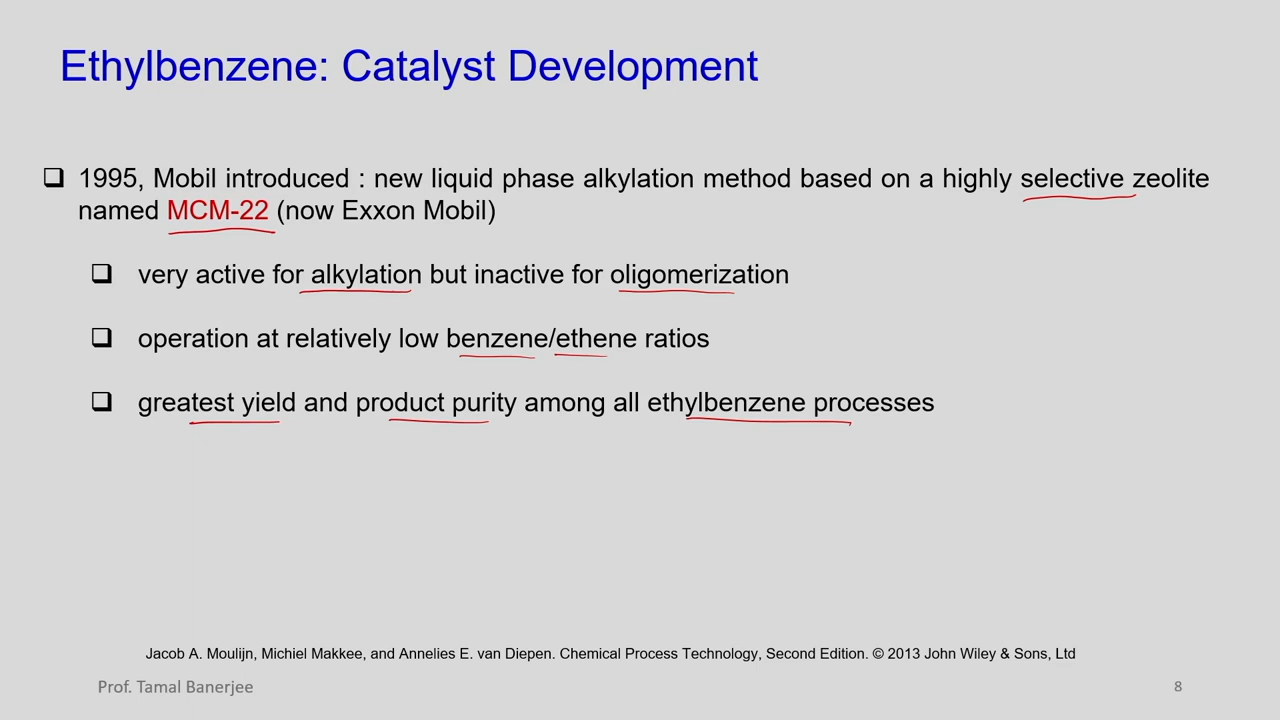 Ethylbenzene: Catalyst Development
❑ 1995, Mobil introduced : new liquid phase alkylation method based on a highly selective zeolite
named MCM-22 (now Exxon Mobil)
❑ very active for alkylation but inactive for oligomerization
❑ operation at relatively low benzene/ethene ratios
❑ greatest yield and product purity among all ethylbenzene processes
Jacob A. Moulijn, Michiel Makkee, and Annelies E. van Diepen. Chemical Process Technology, Second Edition. © 2013 John Wiley & Sons, Ltd
Prof. Tamal Banerjee
8